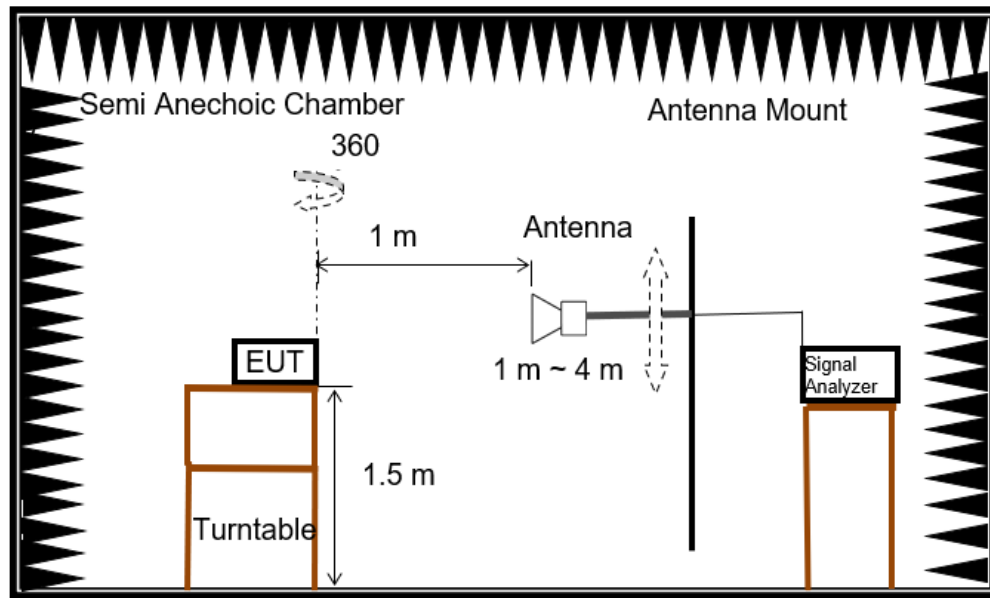 Semi Anechoic Chamber
Antenna Mount
360
1 m
Antenna
EUT
1 m ~ 4 m
Signal
Analyzer
1.5 m
Turntable